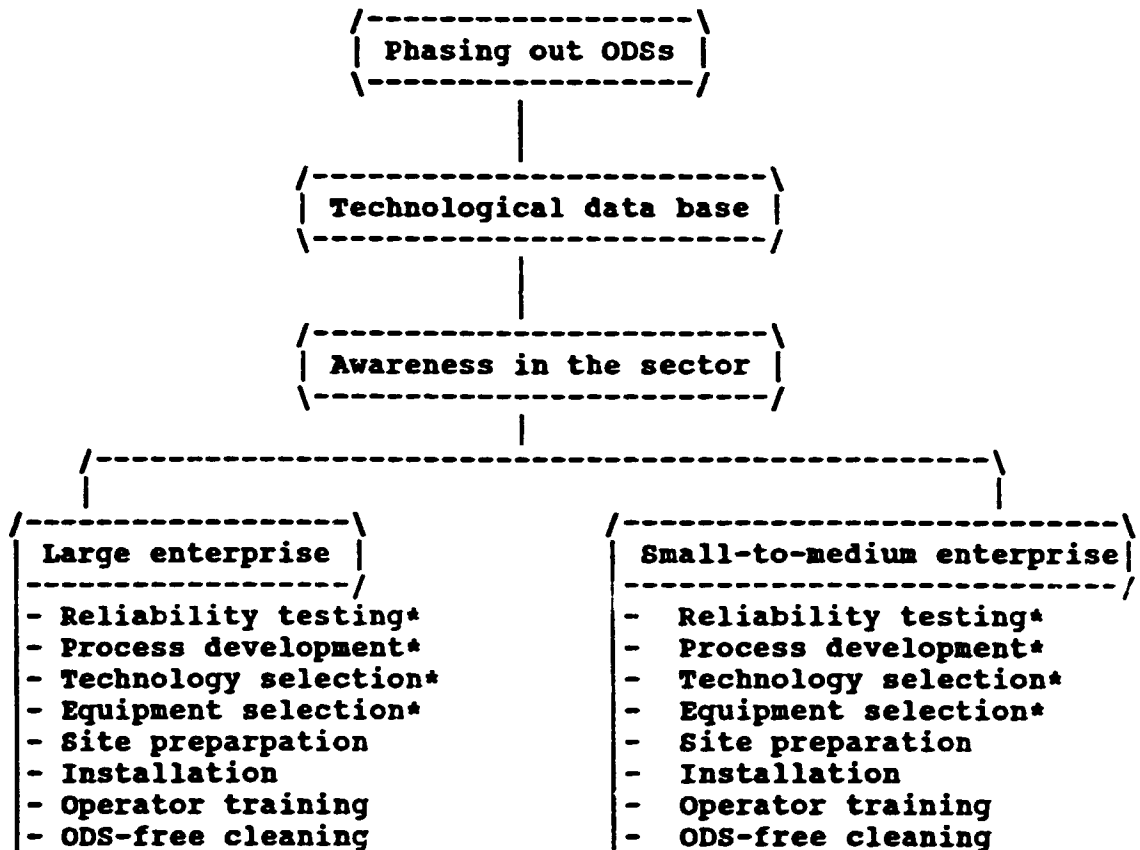 Phasing out ODSs
Technological data base
Awareness in the sector
Large enterprise
- Reliability testing*
- Process development*
- Technology selection*
- Equipment selection*
- Site preparpation
- Installation
- Operator training
- ODS-free cleaning
Small-to-medium enterprise
- Reliability testing*
- Process development*
- Technology selection*
- Equipment selection*
- Site preparation
- Installation
- Operator training
- ODS-free cleaning